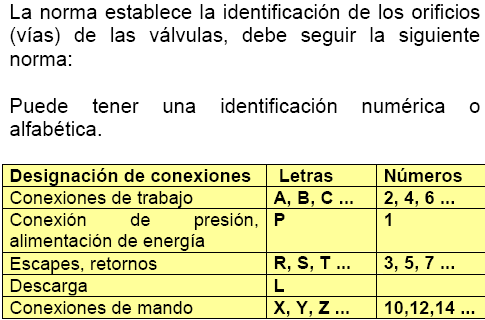 La norma establece la identificación de los orificios
(vías) de las válvulas, debe seguir la siguiente
norma:
Puede tener una identificación numérica o
alfabética.
Designación de conexiones Letras Números
Conexiones de trabajo A, B, C ... 2, 4, 6 ...
Conexión de presión, P 1
alimentación de energía
Escapes, retornos R, S, T ... 3, 5, 7 ...
Descarga L
Conexiones de mando X, Y, Z ... 10,12,14 ...